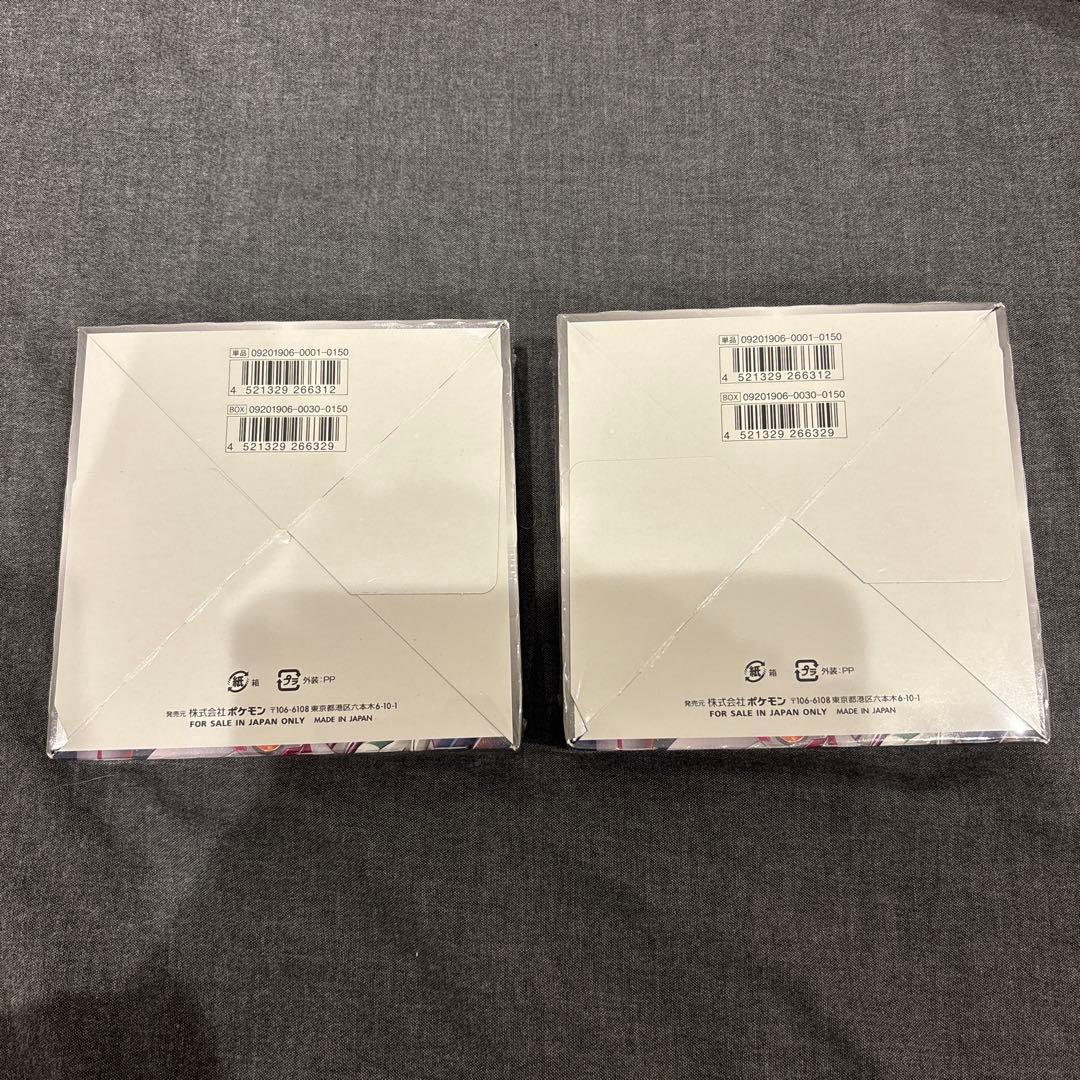 単品 09201906-0001-0150
4 521329 266312
BOX 09201906-0030-0150
4 521329 266329
紙 箱 プラ 外装:PP
発売元 株式会社ポケモン 〒106-6108 東京都港区六本木6-10-1
FOR SALE IN JAPAN ONLY MADE IN JAPAN
単品 09201906-0001-0150
4 521329 266312
BOX 09201906-0030-0150
4 521329 266329
紙 箱 プラ 外装:PP
発売元 株式会社ポケモン 〒106-6108 東京都港区六本木6-10-1
FOR SALE IN JAPAN ONLY MADE IN JAPAN